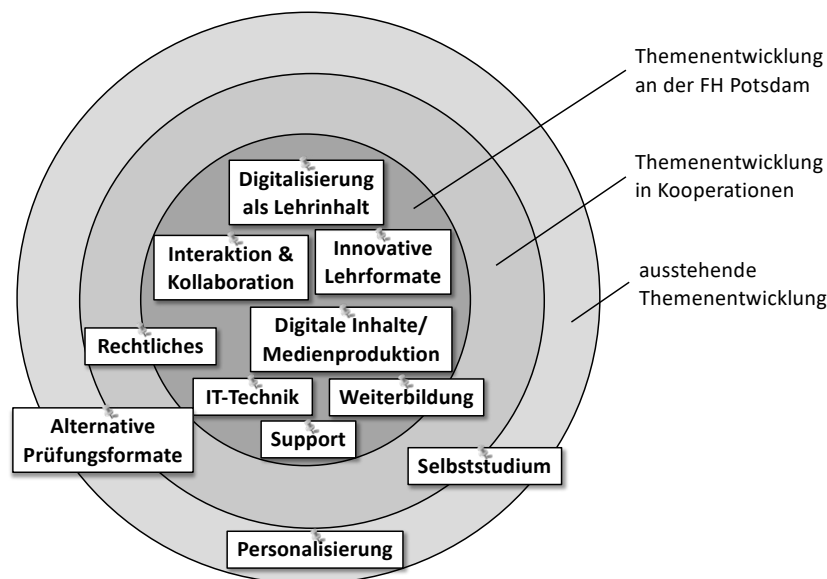 Themenentwicklung
an der FH Potsdam
Themenentwicklung
in Kooperationen
ausstehende
Themenentwicklung
Digitalisierung
als Lehrinhalt
Interaktion &
Kollaboration
Innovative
Lehrformate
Digitale Inhalte/
Medienproduktion
Rechtliches
IT-Technik
Weiterbildung
Alternative
Prüfungsformate
Support
Selbststudium
Personalisierung